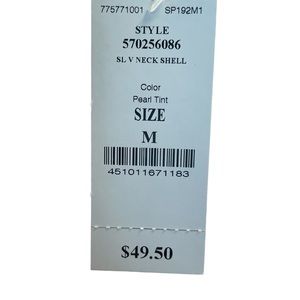 775771001 SP192M1
STYLE
570256086
SL V NECK SHELL
Color
Pearl Tint
SIZE
M
451011671183
$49.50